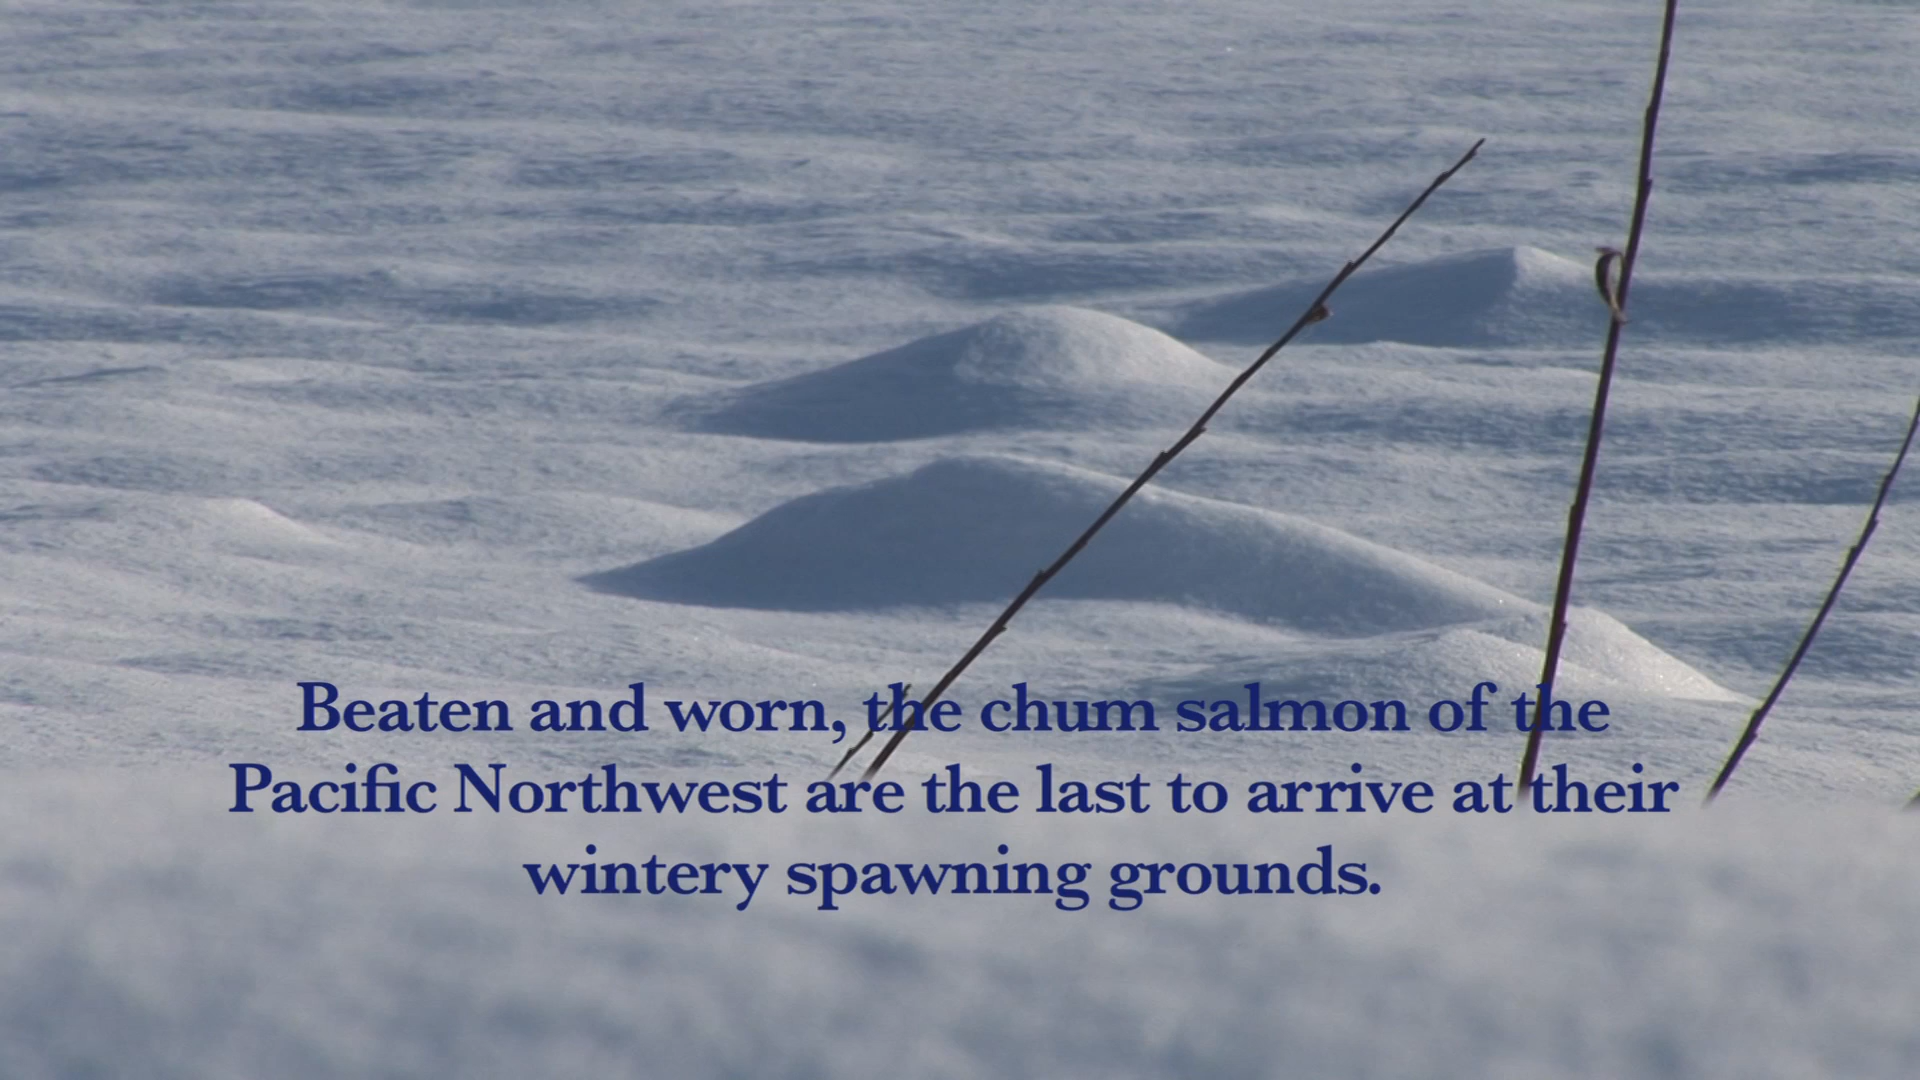 Beaten and worn, the chum salmon of the
Pacific Northwest are the last to arrive at their
wintery spawning grounds.